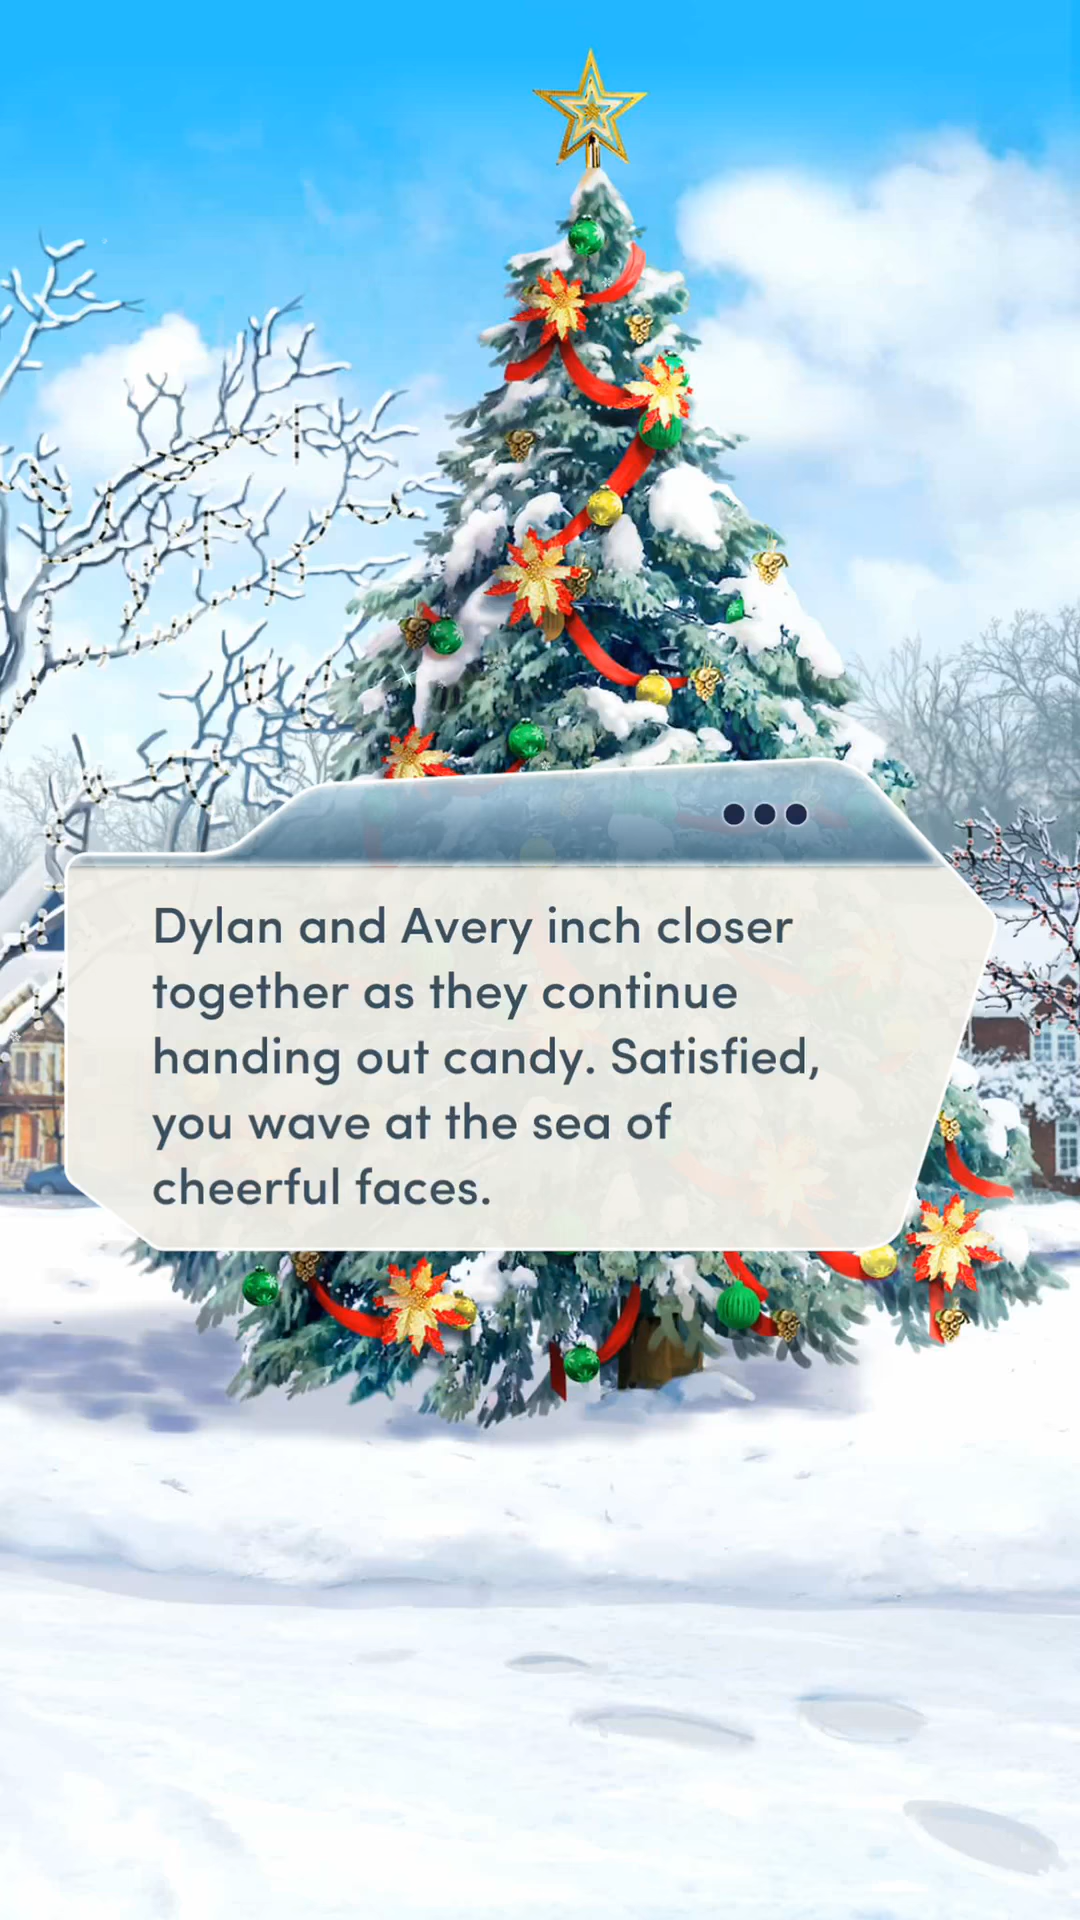 Dylan and Avery inch closer
together as they continue
handing out candy. Satisfied,
you wave at the sea of
cheerful faces.